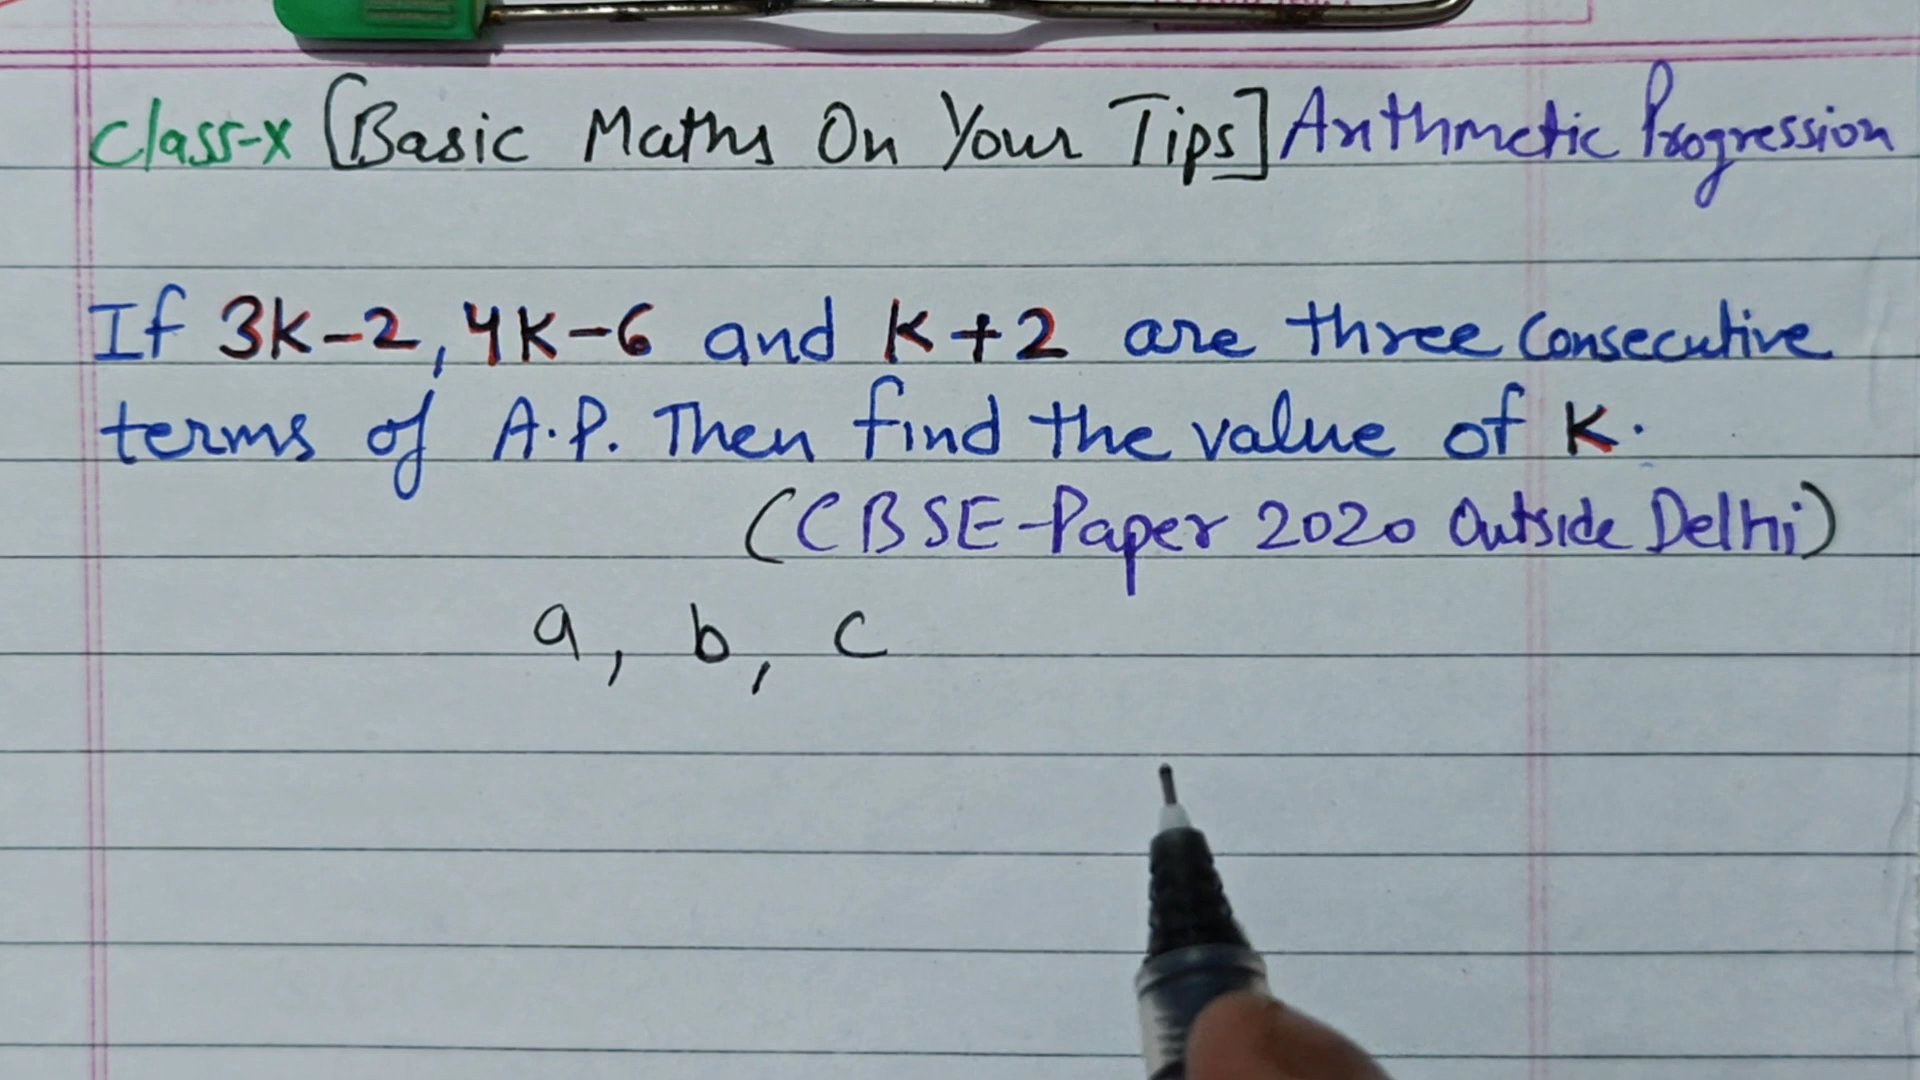 Class-X [Basic Maths On Your Tips] Arithmetic Progression
If 3K-2, 4K-6 and K+2 are three consecutive
terms of A.P. Then find the value of K.
(CBSE-Paper 2020 Outside Delhi)
a, b, c